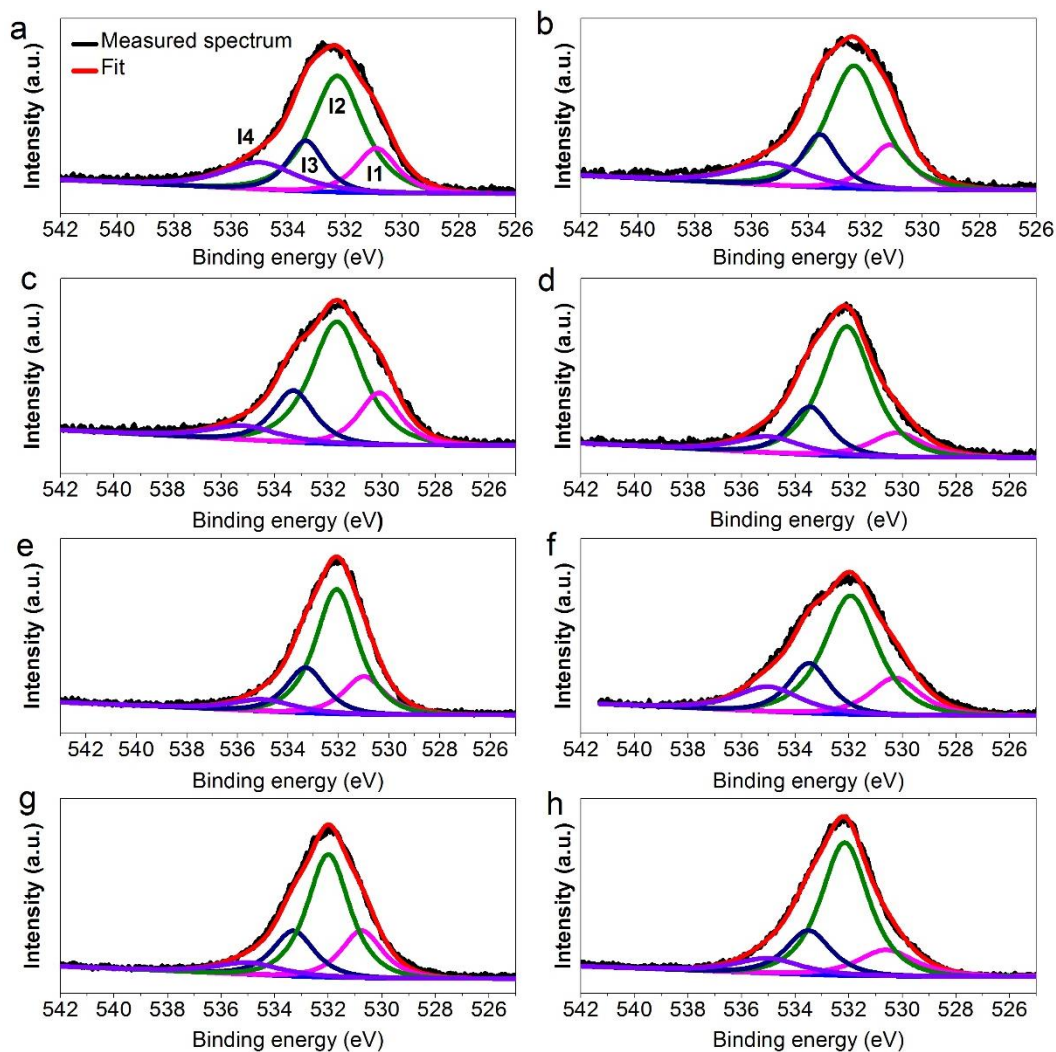 a
Measured spectrum
Fit
I4
I3
I2
I1
Intensity (a.u.)
542 540 538 536 534 532 530 528 526
Binding energy (eV)
b
Intensity (a.u.)
542 540 538 536 534 532 530 528 526
Binding energy (eV)
c
Intensity (a.u.)
542 540 538 536 534 532 530 528 526
Binding energy (eV)
d
Intensity (a.u.)
542 540 538 536 534 532 530 528 526
Binding energy (eV)
e
Intensity (a.u.)
542 540 538 536 534 532 530 528 526
Binding energy (eV)
f
Intensity (a.u.)
542 540 538 536 534 532 530 528 526
Binding energy (eV)
g
Intensity (a.u.)
542 540 538 536 534 532 530 528 526
Binding energy (eV)
h
Intensity (a.u.)
542 540 538 536 534 532 530 528 526
Binding energy (eV)